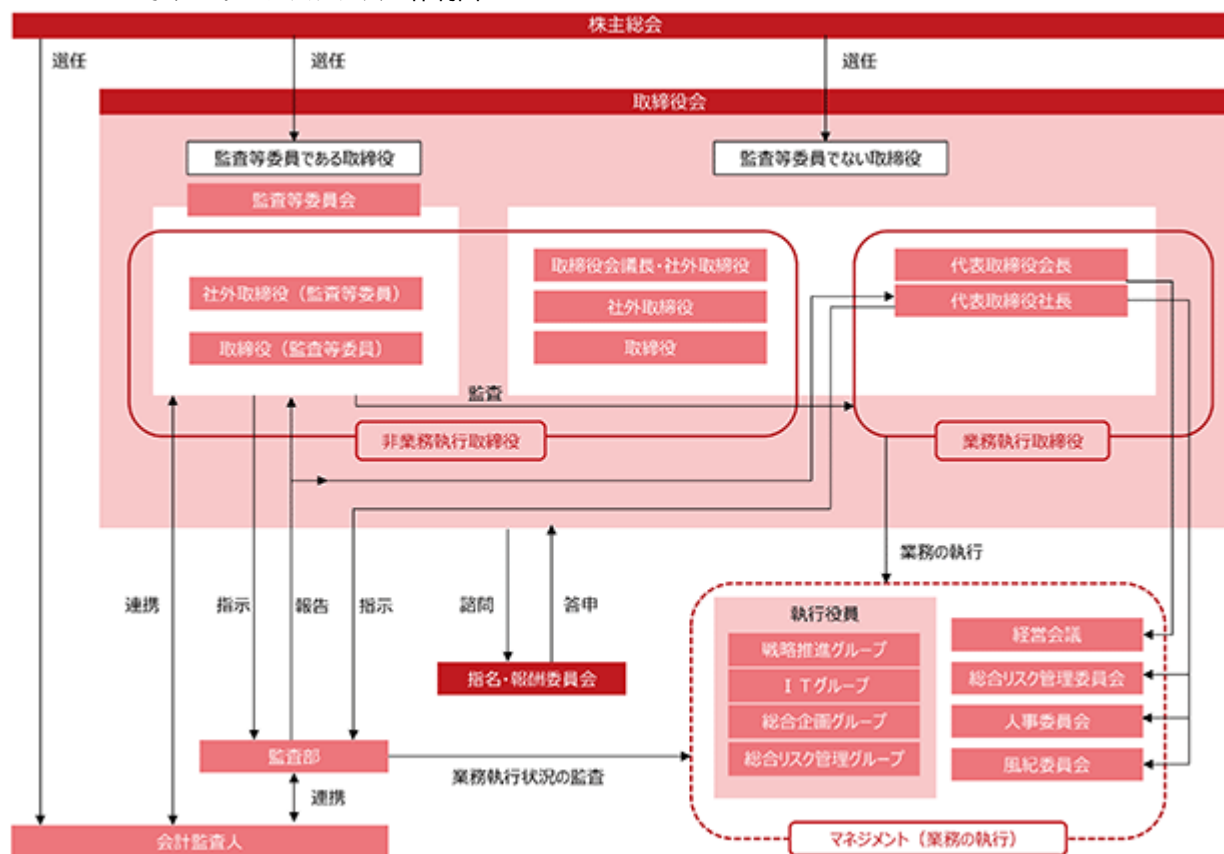 株主総会
選任
選任
選任
取締役会
監査等委員である取締役
監査等委員でない取締役
監査等委員会
取締役会議長・社外取締役
代表取締役会長
社外取締役（監査等委員）
社外取締役
代表取締役社長
取締役（監査等委員）
取締役
監査
非業務執行取締役
業務執行取締役
業務の執行
連携
指示
報告
指示
諮問
答申
執行役員
経営会議
戦略推進グループ
指名・報酬委員会
総合リスク管理委員会
ＩＴグループ
総合企画グループ
人事委員会
監査部
総合リスク管理グループ
風紀委員会
業務執行状況の監査
連携
会計監査人
マネジメント（業務の執行）